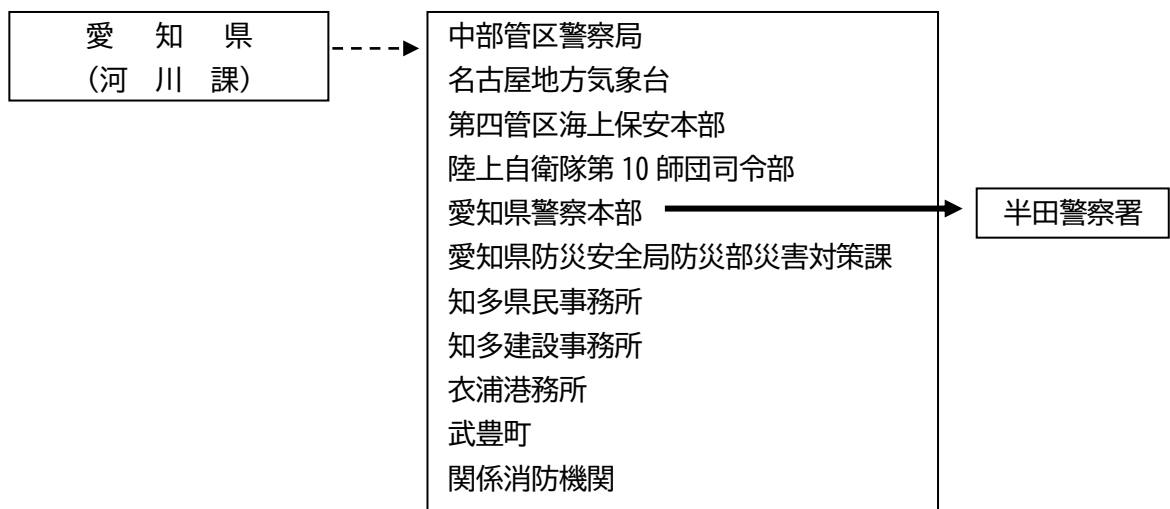 愛　知　県
（河　川　課）
中部管区警察局
名古屋地方気象台
第四管区海上保安本部
陸上自衛隊第 10 師団司令部
愛知県警察本部
半田警察署
愛知県防災安全局防災部災害対策課
知多県民事務所
知多建設事務所
衣浦港務所
武豊町
関係消防機関